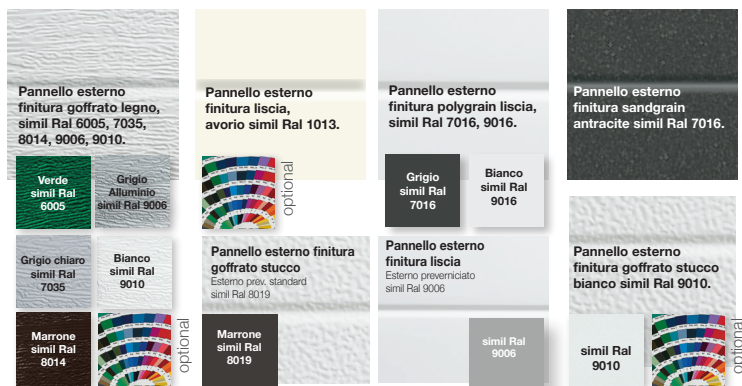 Pannello esterno
finitura goffrato legno,
simil Ral 6005, 7035,
8014, 9006, 9010.
Verde
simil Ral
6005
Grigio
Alluminio
simil Ral 9006
Grigio chiaro
simil Ral
7035
Bianco
simil Ral
9010
Marrone
simil Ral
8014
optional
Pannello esterno
finitura liscia,
avorio simil Ral 1013.
optional
Pannello esterno finitura
goffrato stucco
Esterno prev. standard
simil Ral 8019
Marrone
simil Ral
8019
Pannello esterno
finitura polygrain liscia,
simil Ral 7016, 9016.
Grigio
simil Ral
7016
Bianco
simil Ral
9016
Pannello esterno
finitura liscia
Esterno preverniciato
simil Ral 9006
simil Ral
9006
Pannello esterno
finitura sandgrain
antracite simil Ral 7016.
Pannello esterno
finitura goffrato stucco
bianco simil Ral 9010.
simil Ral
9010
optional